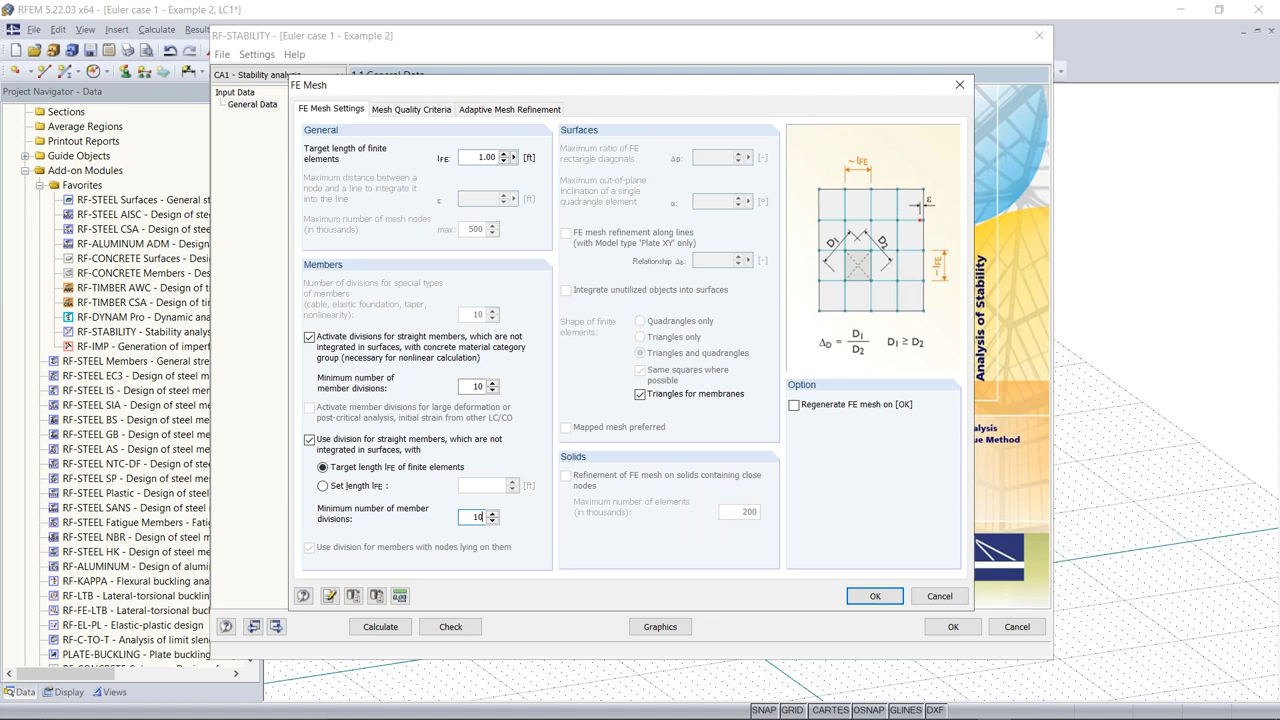 RFEM 5.22.03 x64 - [Euler case 1 - Example 2, LC1*]
File Edit View Insert Calculate
RF-STABILITY - [Euler case 1 - Example 2]
File Settings Help
CA1 - Stability
Input Data
General Data
Project Navigator - Data
Sections
Average Regions
Printout Reports
Guide Objects
Add-on Modules
Favorites
RF-STEEL Surfaces - General st
RF-STEEL AISC - Design of stee
RF-STEEL CSA - Design of steel
RF-ALUMINUM ADM - Design
RF-CONCRETE Surfaces - Desig
RF-CONCRETE Members - Desi
RF-TIMBER AWC - Design of ti
RF-TIMBER CSA - Design of tim
RF-DYNAM Pro - Dynamic ana
RF-STABILITY - Stability analys
RF-IMP - Generation of imperf
RF-STEEL Members - General st
RF-STEEL EC3 - Design of steel m
RF-STEEL SIA - Design of steel m
RF-STEEL BS - Design of steel me
RF-STEEL GB - Design of steel m
RF-STEEL IS - Design of steel me
RF-STEEL AS - Design of steel me
RF-STEEL NTC-DF - Design of ste
RF-STEEL SP - Design of steel me
RF-STEEL Plastic - Design of stee
RF-STEEL SANS - Design of steel
RF-STEEL Fatigue Members - Fat
RF-STEEL NBR - Design of steel m
RF-STEEL HK - Design of steel m
RF-ALUMINUM - Design of alum
RF-KAPPA - Flexural buckling an
RF-LTB - Lateral-torsional buckli
RF-FE-LTB - Lateral-torsional bu
RF-EL-PL - Elastic-plastic design
RF-C-TO-T - Analysis of limit slen
PLATE-BUCKLING - Plate bucklin
Data Display Views
FE Mesh
FE Mesh Settings Mesh Quality Criteria Adaptive Mesh Refinement
General
Target length of finite
elements
lFE: 1.00 [ft]
Maximum distance between a
node and a line to integrate it
into the line
ε [ft]
Maximum number of mesh nodes
(in thousands) max: 500
Members
Number of divisions for special types
of members
(cable, elastic foundation, taper,
nonlinearity): 10
Activate divisions for straight members, which are not
integrated in surfaces, with concrete material category
group (necessary for nonlinear calculation)
Minimum number of
member divisions: 10
Activate member divisions for large deformation or
post-critical analysis, initial strain from other LC/CO
Use division for straight members, which are not
integrated in surfaces, with
Target length lFE of finite elements
Set length lFE : [ft]
Minimum number of member
divisions: 10
Use division for members with nodes lying on them
Surfaces
Maximum ratio of FE
rectangle diagonals ΔD: [-]
Maximum out-of-plane
inclination of a single
quadrangle element α: [°]
FE mesh refinement along lines
(with Model type 'Plate XY' only)
Relationship Δb: [-]
Integrate unutilized objects into surfaces
Shape of finite
elements:
Quadrangles only
Triangles only
Triangles and quadrangles
Same squares where
possible
Triangles for membranes
Mapped mesh preferred
Solids
Refinement of FE mesh on solids containing close
nodes
Maximum number of elements
(in thousands): 200
~ lFE
ε
D1 D2
~ lFE
ΔD = D1 / D2 D1 ≥ D2
Option
Regenerate FE mesh on [OK]
OK Cancel
Analysis of Stability
Calculate Check Graphics OK Cancel
SNAP GRID CARTES OSNAP GLINES DXF